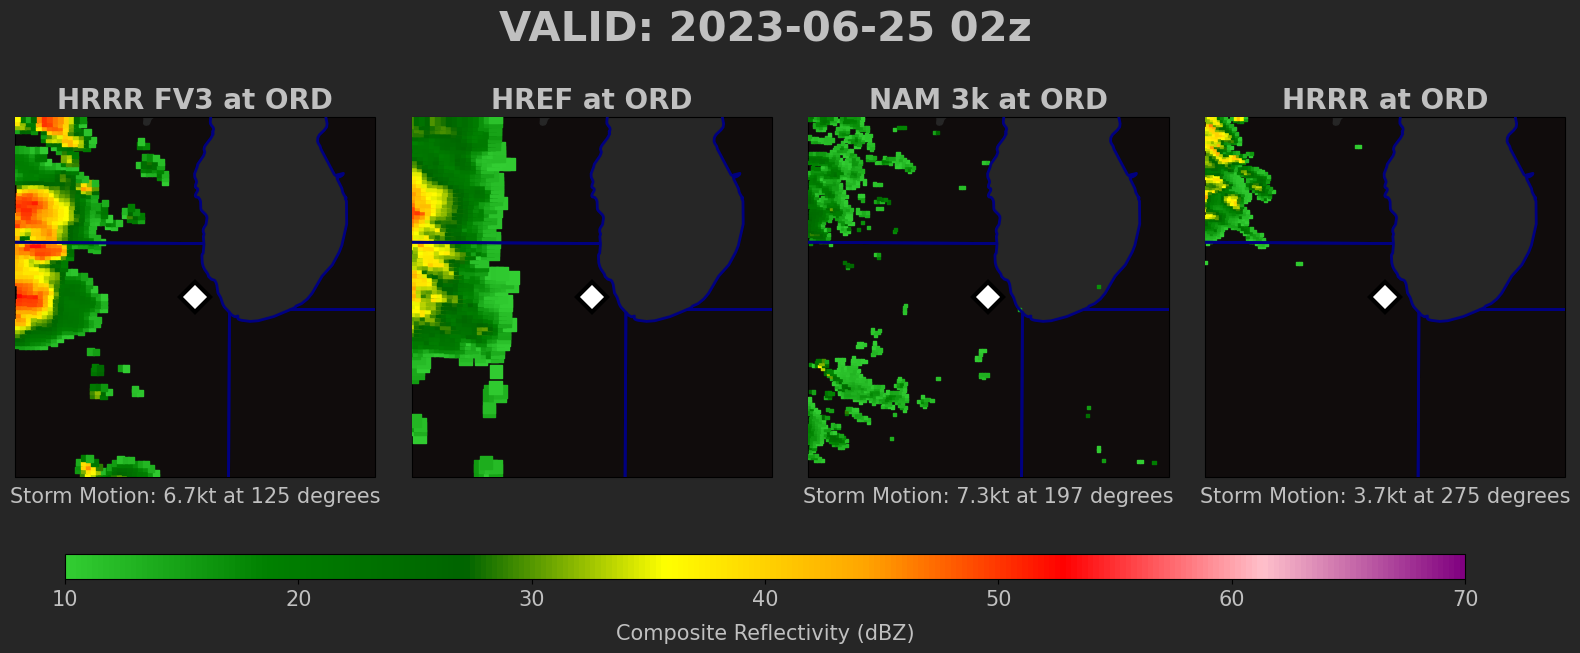 VALID: 2023-06-25 02z
HRRR FV3 at ORD
HREF at ORD
NAM 3k at ORD
HRRR at ORD
Storm Motion: 6.7kt at 125 degrees
Storm Motion: 7.3kt at 197 degrees
Storm Motion: 3.7kt at 275 degrees
10 20 30 40 50 60 70
Composite Reflectivity (dBZ)